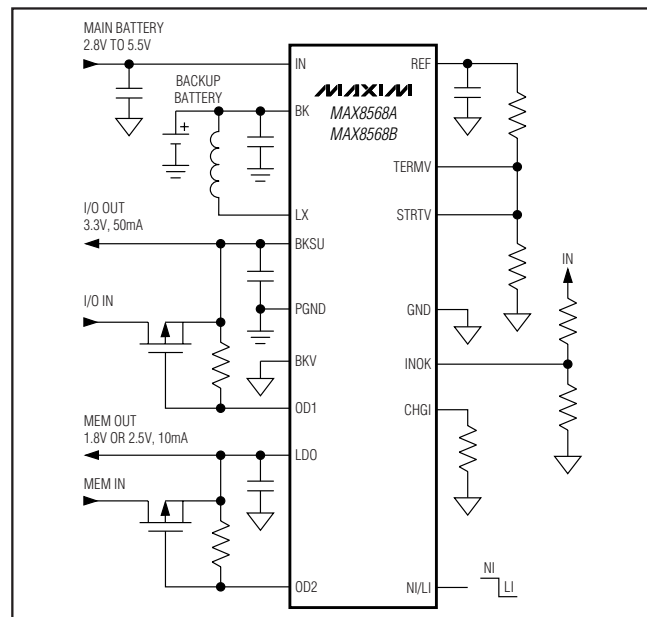 MAIN BATTERY
2.8V TO 5.5V
BACKUP
BATTERY
+
I/O OUT
3.3V, 50mA
I/O IN
MEM OUT
1.8V OR 2.5V, 10mA
MEM IN
IN
BK
LX
BKSU
PGND
BKV
OD1
LDO
OD2
MAXIM
MAX8568A
MAX8568B
REF
TERMV
STRTV
GND
INOK
CHGI
NI/LI
IN
NI
LI